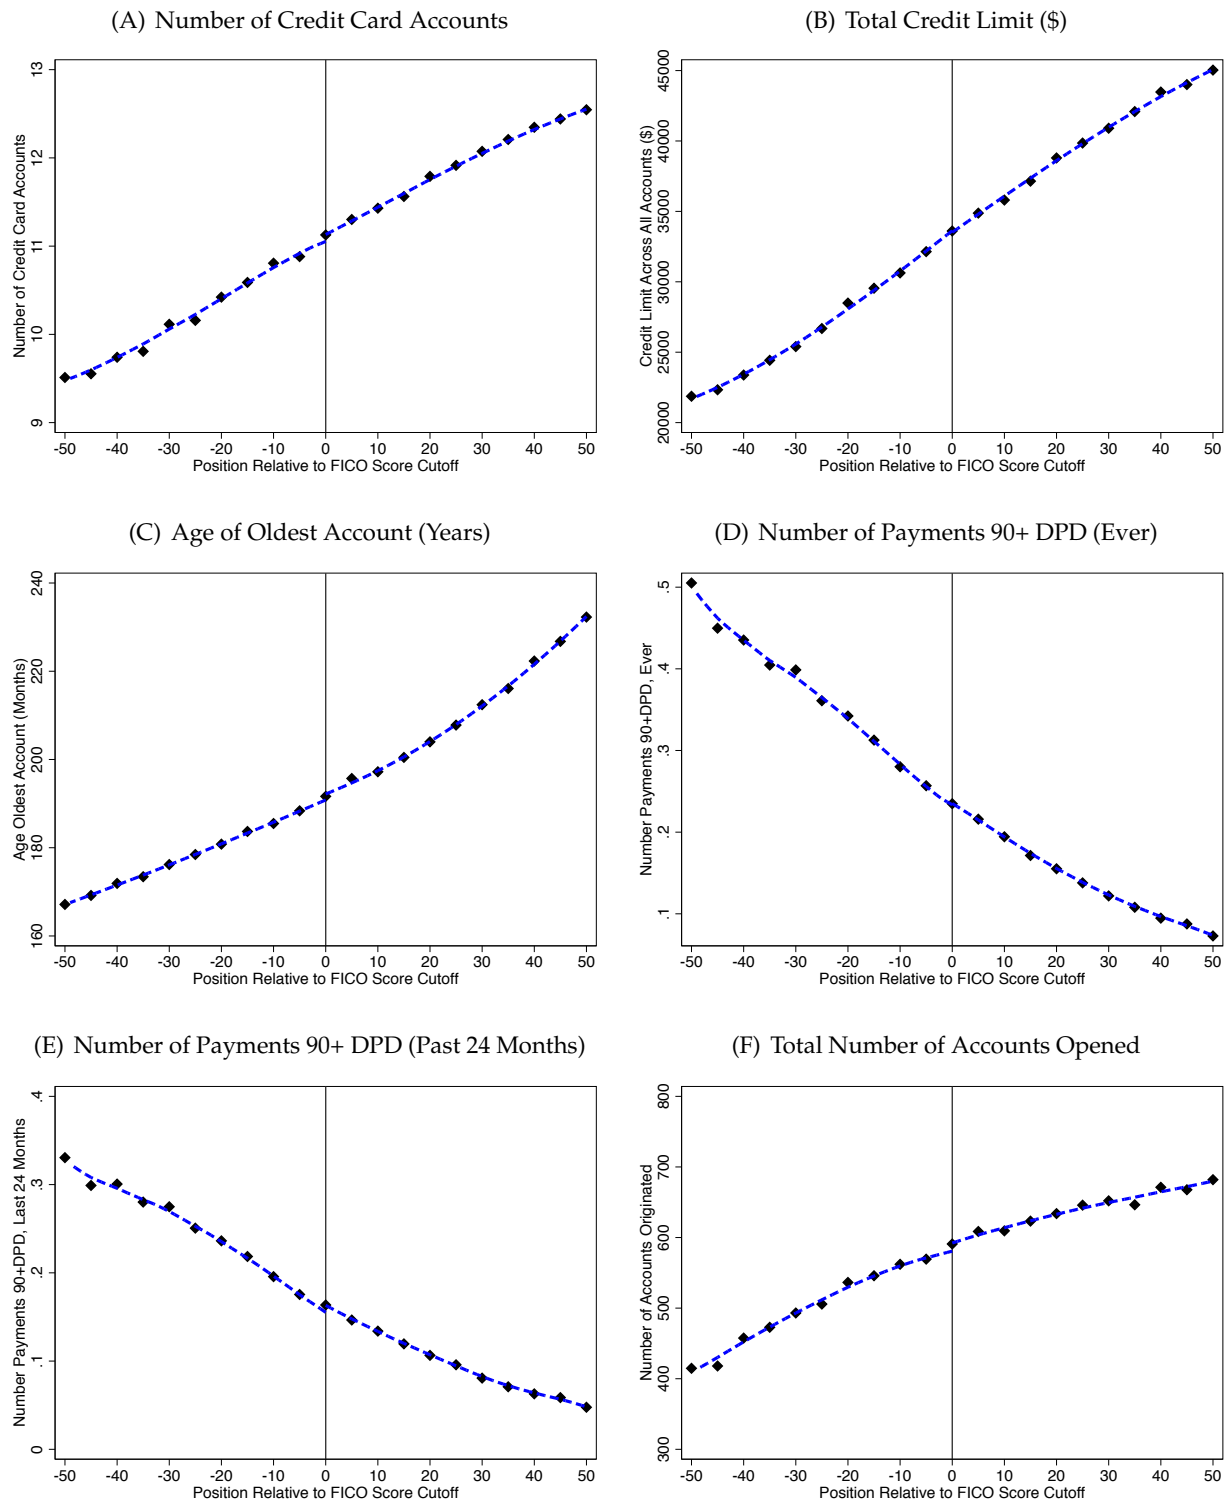 (A) Number of Credit Card Accounts
Number of Credit Card Accounts
13
12
11
10
9
-50 -40 -30 -20 -10 0 10 20 30 40 50
Position Relative to FICO Score Cutoff
(B) Total Credit Limit ($)
Credit Limit Across All Accounts ($)
45000
40000
35000
30000
25000
20000
-50 -40 -30 -20 -10 0 10 20 30 40 50
Position Relative to FICO Score Cutoff
(C) Age of Oldest Account (Years)
Age Oldest Account (Months)
240
220
200
180
160
-50 -40 -30 -20 -10 0 10 20 30 40 50
Position Relative to FICO Score Cutoff
(D) Number of Payments 90+ DPD (Ever)
Number Payments 90+DPD, Ever
.5
.4
.3
.2
.1
-50 -40 -30 -20 -10 0 10 20 30 40 50
Position Relative to FICO Score Cutoff
(E) Number of Payments 90+ DPD (Past 24 Months)
Number Payments 90+DPD, Last 24 Months
.4
.3
.2
.1
0
-50 -40 -30 -20 -10 0 10 20 30 40 50
Position Relative to FICO Score Cutoff
(F) Total Number of Accounts Opened
Number of Accounts Originated
800
700
600
500
400
300
-50 -40 -30 -20 -10 0 10 20 30 40 50
Position Relative to FICO Score Cutoff